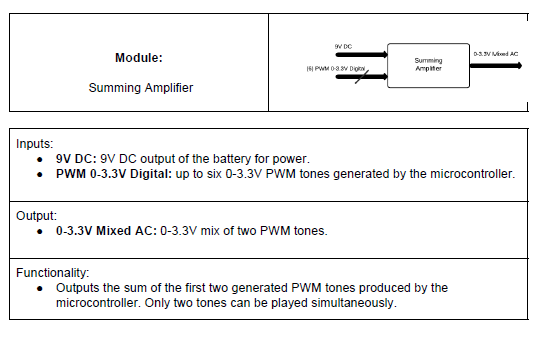 Module:
Summing Amplifier
9V DC
(6) PWM 0-3.3V Digital
Summing
Amplifier
0-3.3V Mixed AC
Inputs:
● 9V DC: 9V DC output of the battery for power.
● PWM 0-3.3V Digital: up to six 0-3.3V PWM tones generated by the microcontroller.
Output:
● 0-3.3V Mixed AC: 0-3.3V mix of two PWM tones.
Functionality:
● Outputs the sum of the first two generated PWM tones produced by the
microcontroller. Only two tones can be played simultaneously.